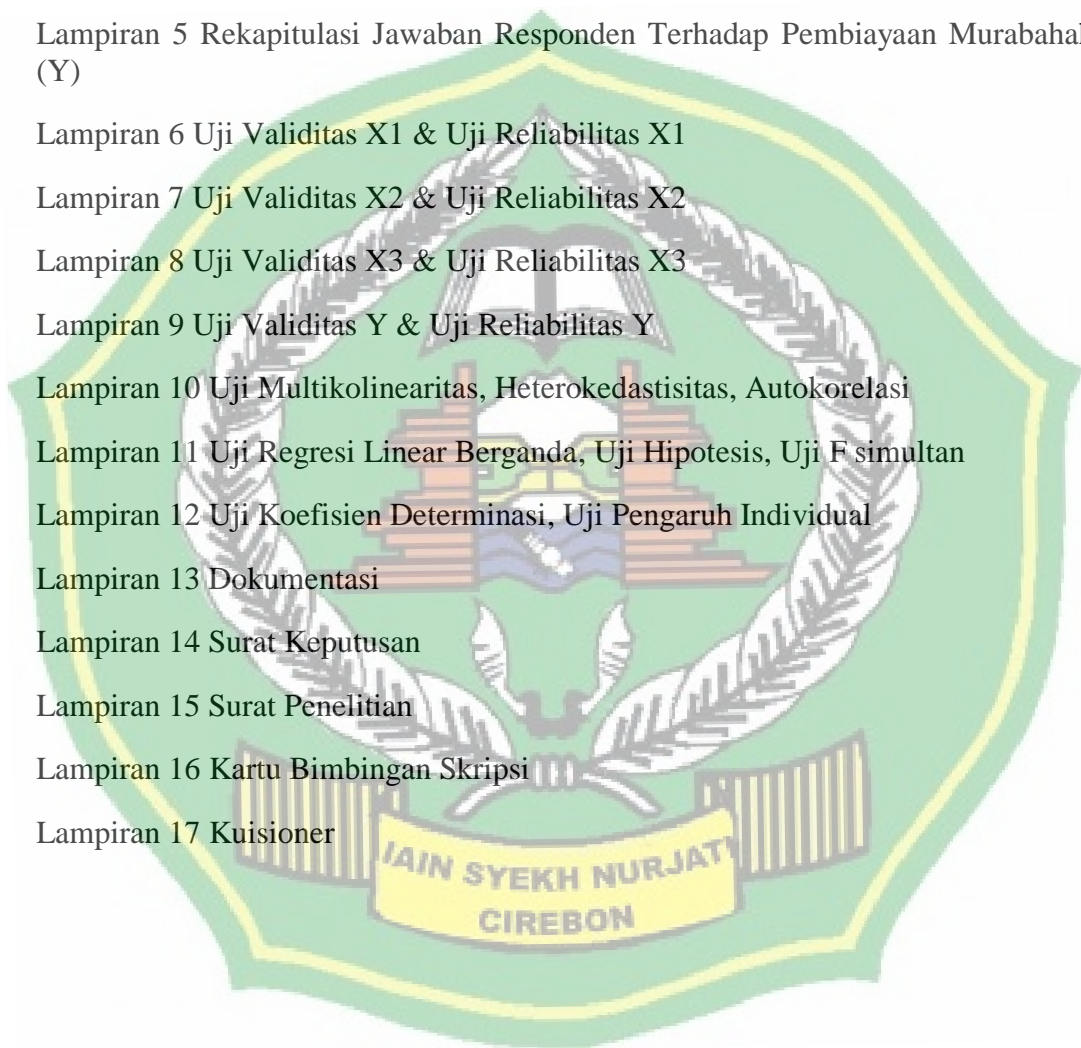 Lampiran 5 Rekapitulasi Jawaban Responden Terhadap Pembiayaan Murabahah
(Y)
Lampiran 6 Uji Validitas X1 & Uji Reliabilitas X1
Lampiran 7 Uji Validitas X2 & Uji Reliabilitas X2
Lampiran 8 Uji Validitas X3 & Uji Reliabilitas X3
Lampiran 9 Uji Validitas Y & Uji Reliabilitas Y
Lampiran 10 Uji Multikolinearitas, Heterokedastisitas, Autokorelasi
Lampiran 11 Uji Regresi Linear Berganda, Uji Hipotesis, Uji F simultan
Lampiran 12 Uji Koefisien Determinasi, Uji Pengaruh Individual
Lampiran 13 Dokumentasi
Lampiran 14 Surat Keputusan
Lampiran 15 Surat Penelitian
Lampiran 16 Kartu Bimbingan Skripsi
Lampiran 17 Kuisioner
IAIN SYEKH NURJATI
CIREBON